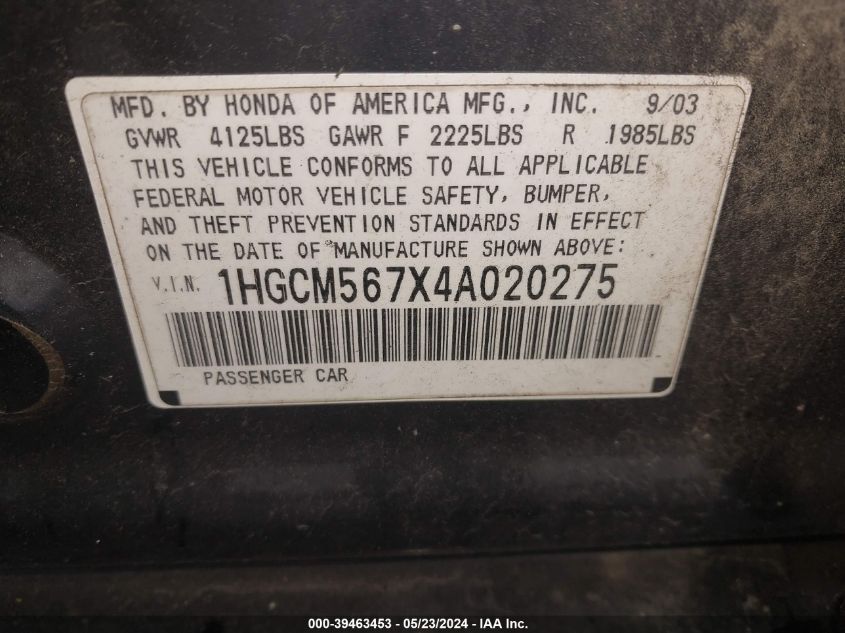 MFD. BY HONDA OF AMERICA MFG., INC. 9/03
GVWR 4125LBS GAWR F 2225LBS R 1985LBS
THIS VEHICLE CONFORMS TO ALL APPLICABLE
FEDERAL MOTOR VEHICLE SAFETY, BUMPER,
AND THEFT PREVENTION STANDARDS IN EFFECT
ON THE DATE OF MANUFACTURE SHOWN ABOVE:
V.I.N. 1HGCM567X4A020275
PASSENGER CAR
000-39463453 - 05/23/2024 - IAA Inc.